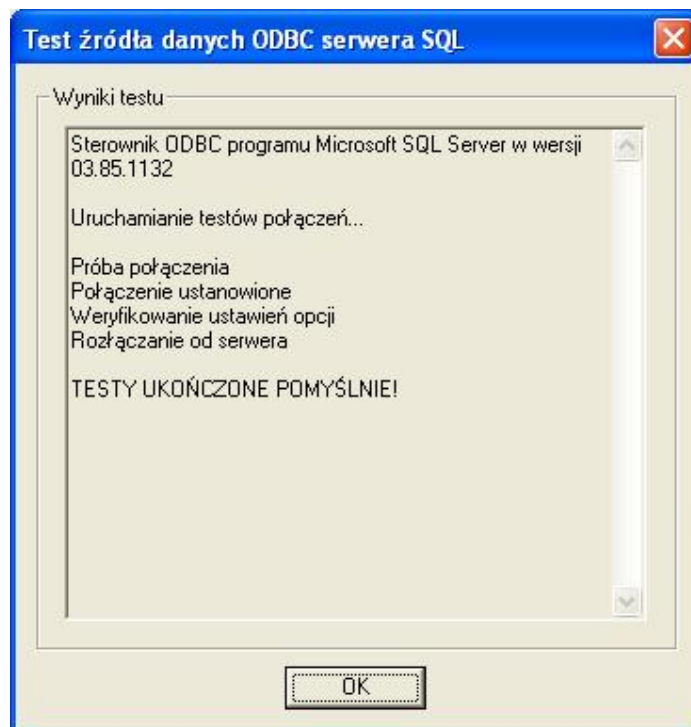 Test źródła danych ODBC serwera SQL
Wyniki testu
Sterownik ODBC programu Microsoft SQL Server w wersji
03.85.1132
Uruchamianie testów połączeń...
Próba połączenia
Połączenie ustanowione
Weryfikowanie ustawień opcji
Rozłączanie od serwera
TESTY UKOŃCZONE POMYŚLNIE!
OK